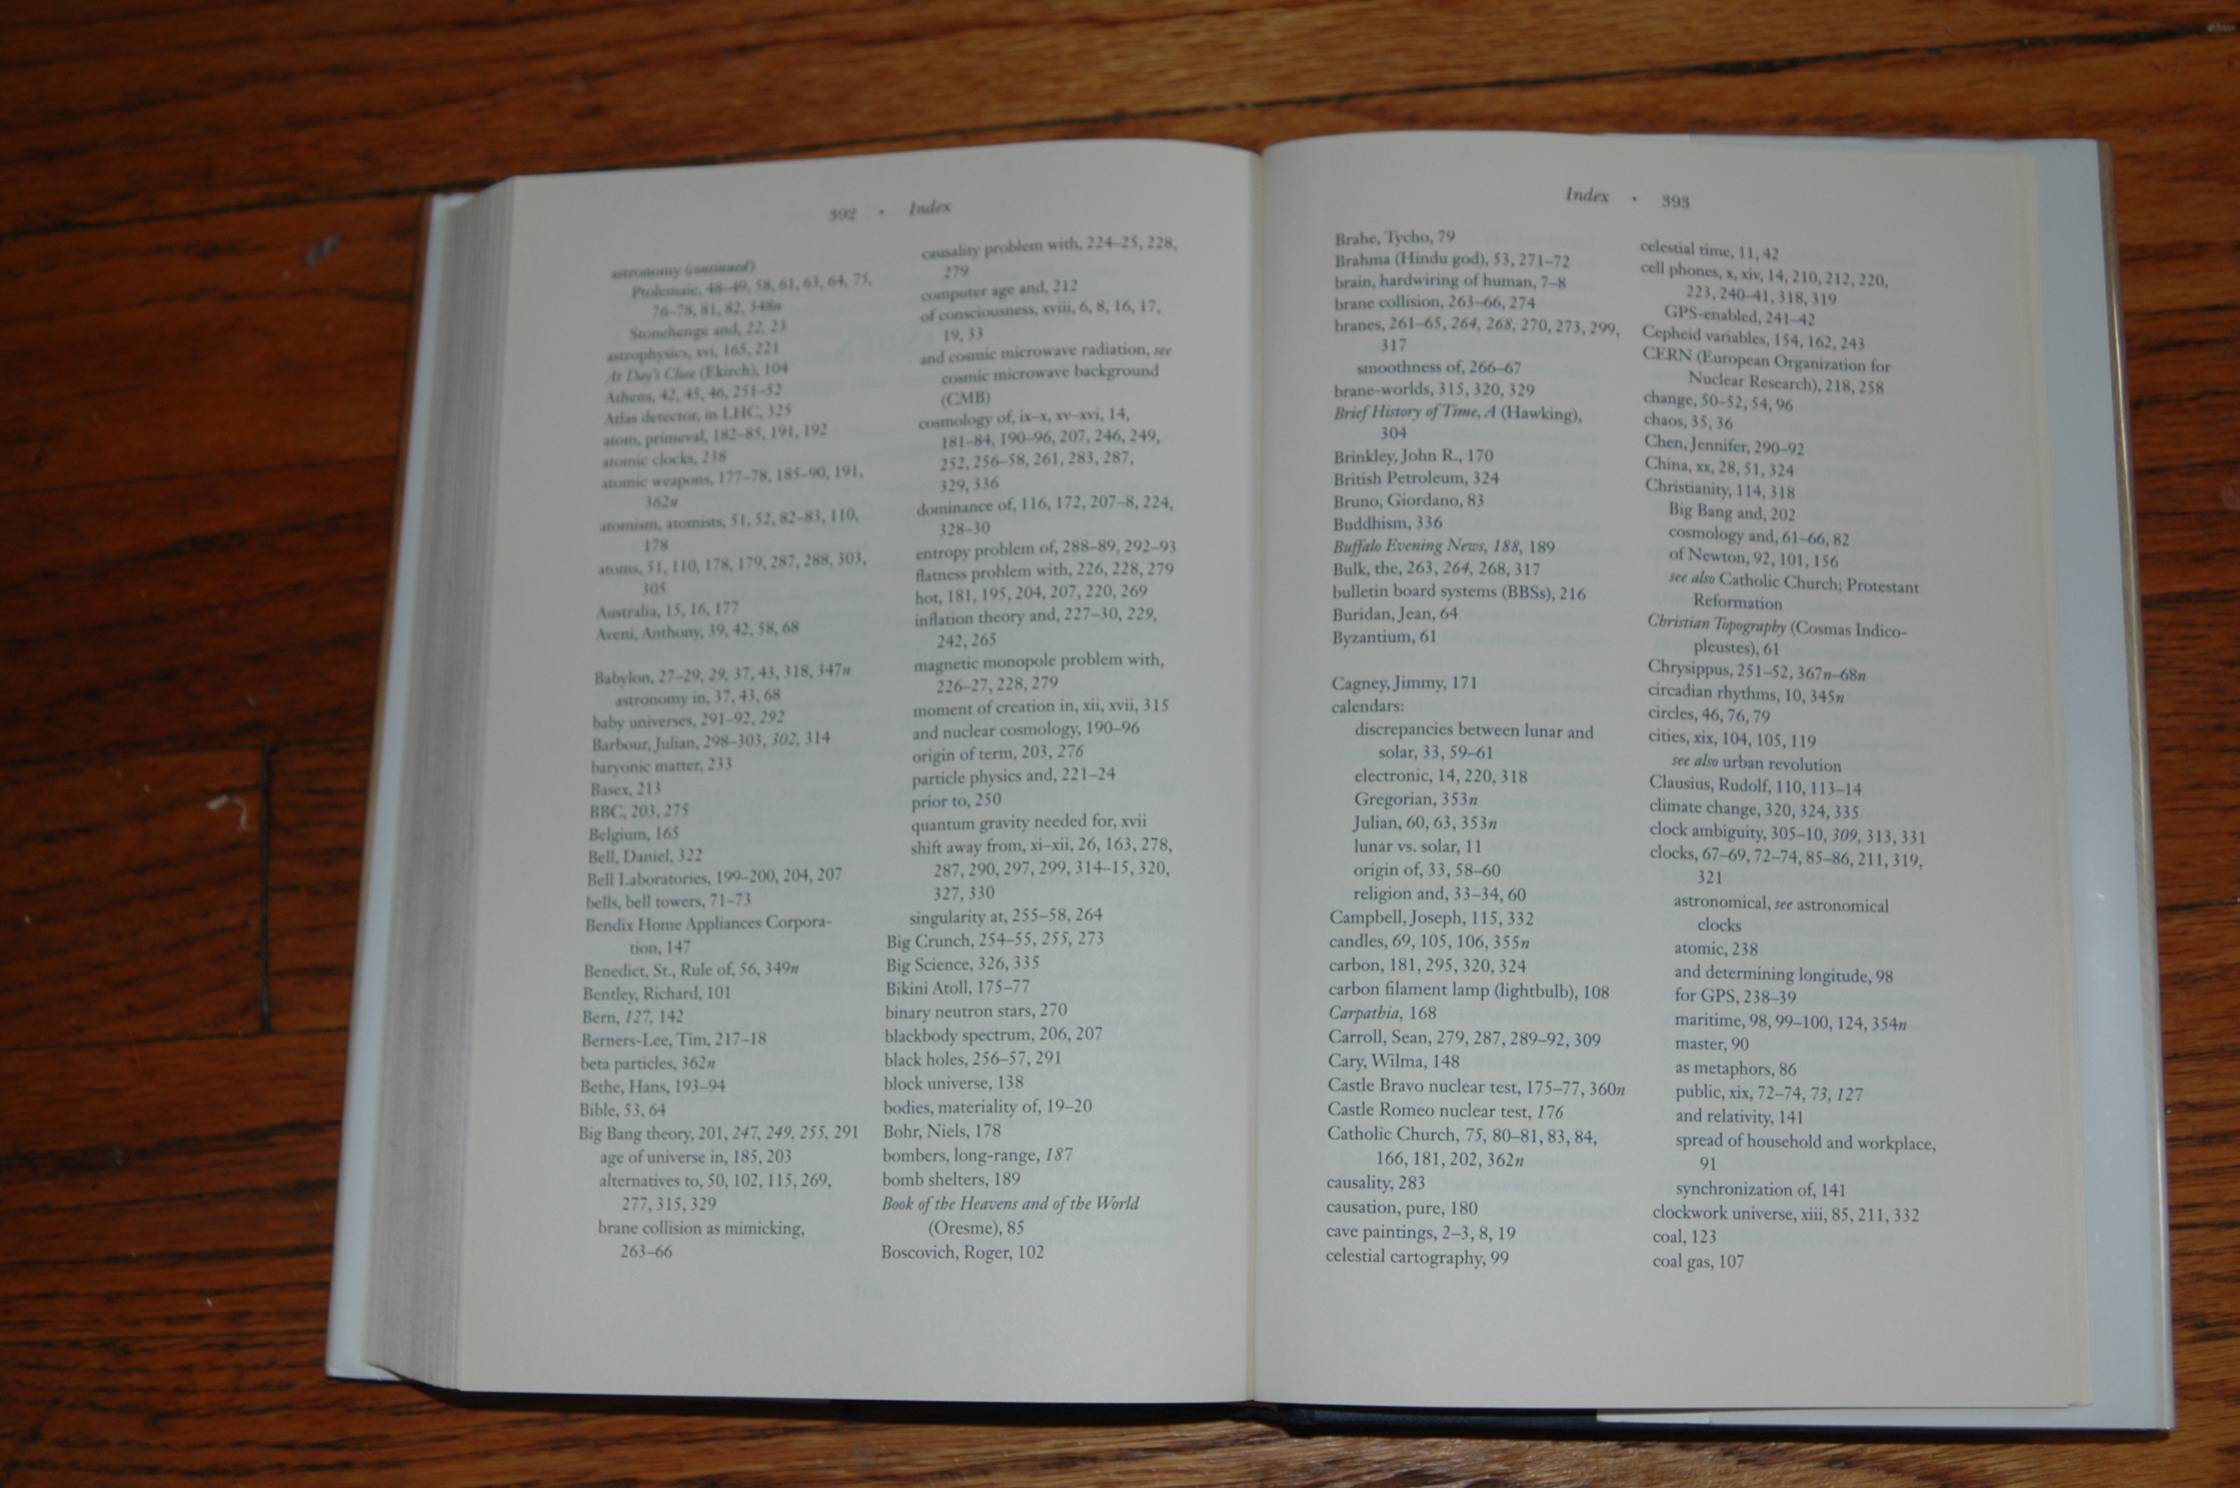 392 • Index
astronomy (continued)
Ptolemaic, 48–49, 58, 61, 63, 64, 75,
76–78, 81, 82, 348n
Stonehenge and, 22, 23
astrophysics, xvi, 165, 221
At Day's Close (Ekirch), 104
Athens, 42, 45, 46, 251–52
Atlas detector, in LHC, 325
atom, primeval, 182–85, 191, 192
atomic clocks, 238
atomic weapons, 177–78, 185–90, 191,
362n
atomism, atomists, 51, 52, 82–83, 110,
178
atoms, 51, 110, 178, 179, 287, 288, 303,
305
Australia, 15, 16, 177
Aveni, Anthony, 39, 42, 58, 68
Babylon, 27–29, 29, 37, 43, 318, 347n
astronomy in, 37, 43, 68
baby universes, 291–92, 292
Barbour, Julian, 298–303, 302, 314
baryonic matter, 233
Basex, 213
BBC, 203, 275
Belgium, 165
Bell, Daniel, 322
Bell Laboratories, 199–200, 204, 207
bells, bell towers, 71–73
Bendix Home Appliances Corpora-
tion, 147
Benedict, St., Rule of, 56, 349n
Bentley, Richard, 101
Bern, 127, 142
Berners-Lee, Tim, 217–18
beta particles, 362n
Bethe, Hans, 193–94
Bible, 53, 64
Big Bang theory, 201, 247, 249, 255, 291
age of universe in, 185, 203
alternatives to, 50, 102, 115, 269,
277, 315, 329
brane collision as mimicking,
263–66
causality problem with, 224–25, 228,
279
computer age and, 212
of consciousness, xviii, 6, 8, 16, 17,
19, 33
and cosmic microwave radiation, see
cosmic microwave background
(CMB)
cosmology of, ix–x, xv–xvi, 14,
181–84, 190–96, 207, 246, 249,
252, 256–58, 261, 283, 287,
329, 336
dominance of, 116, 172, 207–8, 224,
328–30
entropy problem of, 288–89, 292–93
flatness problem with, 226, 228, 279
hot, 181, 195, 204, 207, 220, 269
inflation theory and, 227–30, 229,
242, 265
magnetic monopole problem with,
226–27, 228, 279
moment of creation in, xii, xvii, 315
and nuclear cosmology, 190–96
origin of term, 203, 276
particle physics and, 221–24
prior to, 250
quantum gravity needed for, xvii
shift away from, xi–xii, 26, 163, 278,
287, 290, 297, 299, 314–15, 320,
327, 330
singularity at, 255–58, 264
Big Crunch, 254–55, 255, 273
Big Science, 326, 335
Bikini Atoll, 175–77
binary neutron stars, 270
blackbody spectrum, 206, 207
black holes, 256–57, 291
block universe, 138
bodies, materiality of, 19–20
Bohr, Niels, 178
bombers, long-range, 187
bomb shelters, 189
Book of the Heavens and of the World
(Oresme), 85
Boscovich, Roger, 102
Index • 393
Brahe, Tycho, 79
Brahma (Hindu god), 53, 271–72
brain, hardwiring of human, 7–8
brane collision, 263–66, 274
branes, 261–65, 264, 268, 270, 273, 299,
317
smoothness of, 266–67
brane-worlds, 315, 320, 329
Brief History of Time, A (Hawking),
304
Brinkley, John R., 170
British Petroleum, 324
Bruno, Giordano, 83
Buddhism, 336
Buffalo Evening News, 188, 189
Bulk, the, 263, 264, 268, 317
bulletin board systems (BBSs), 216
Buridan, Jean, 64
Byzantium, 61
Cagney, Jimmy, 171
calendars:
discrepancies between lunar and
solar, 33, 59–61
electronic, 14, 220, 318
Gregorian, 353n
Julian, 60, 63, 353n
lunar vs. solar, 11
origin of, 33, 58–60
religion and, 33–34, 60
Campbell, Joseph, 115, 332
candles, 69, 105, 106, 355n
carbon, 181, 295, 320, 324
carbon filament lamp (lightbulb), 108
Carpathia, 168
Carroll, Sean, 279, 287, 289–92, 309
Cary, Wilma, 148
Castle Bravo nuclear test, 175–77, 360n
Castle Romeo nuclear test, 176
Catholic Church, 75, 80–81, 83, 84,
166, 181, 202, 362n
causality, 283
causation, pure, 180
cave paintings, 2–3, 8, 19
celestial cartography, 99
celestial time, 11, 42
cell phones, x, xiv, 14, 210, 212, 220,
223, 240–41, 318, 319
GPS-enabled, 241–42
Cepheid variables, 154, 162, 243
CERN (European Organization for
Nuclear Research), 218, 258
change, 50–52, 54, 96
chaos, 35, 36
Chen, Jennifer, 290–92
China, xx, 28, 51, 324
Christianity, 114, 318
Big Bang and, 202
cosmology and, 61–66, 82
of Newton, 92, 101, 156
see also Catholic Church; Protestant
Reformation
Christian Topography (Cosmas Indico-
pleustes), 61
Chrysippus, 251–52, 367n–68n
circadian rhythms, 10, 345n
circles, 46, 76, 79
cities, xix, 104, 105, 119
see also urban revolution
Clausius, Rudolf, 110, 113–14
climate change, 320, 324, 335
clock ambiguity, 305–10, 309, 313, 331
clocks, 67–69, 72–74, 85–86, 211, 319,
321
astronomical, see astronomical
clocks
atomic, 238
and determining longitude, 98
for GPS, 238–39
maritime, 98, 99–100, 124, 354n
master, 90
as metaphors, 86
public, xix, 72–74, 73, 127
and relativity, 141
spread of household and workplace,
91
synchronization of, 141
clockwork universe, xiii, 85, 211, 332
coal, 123
coal gas, 107